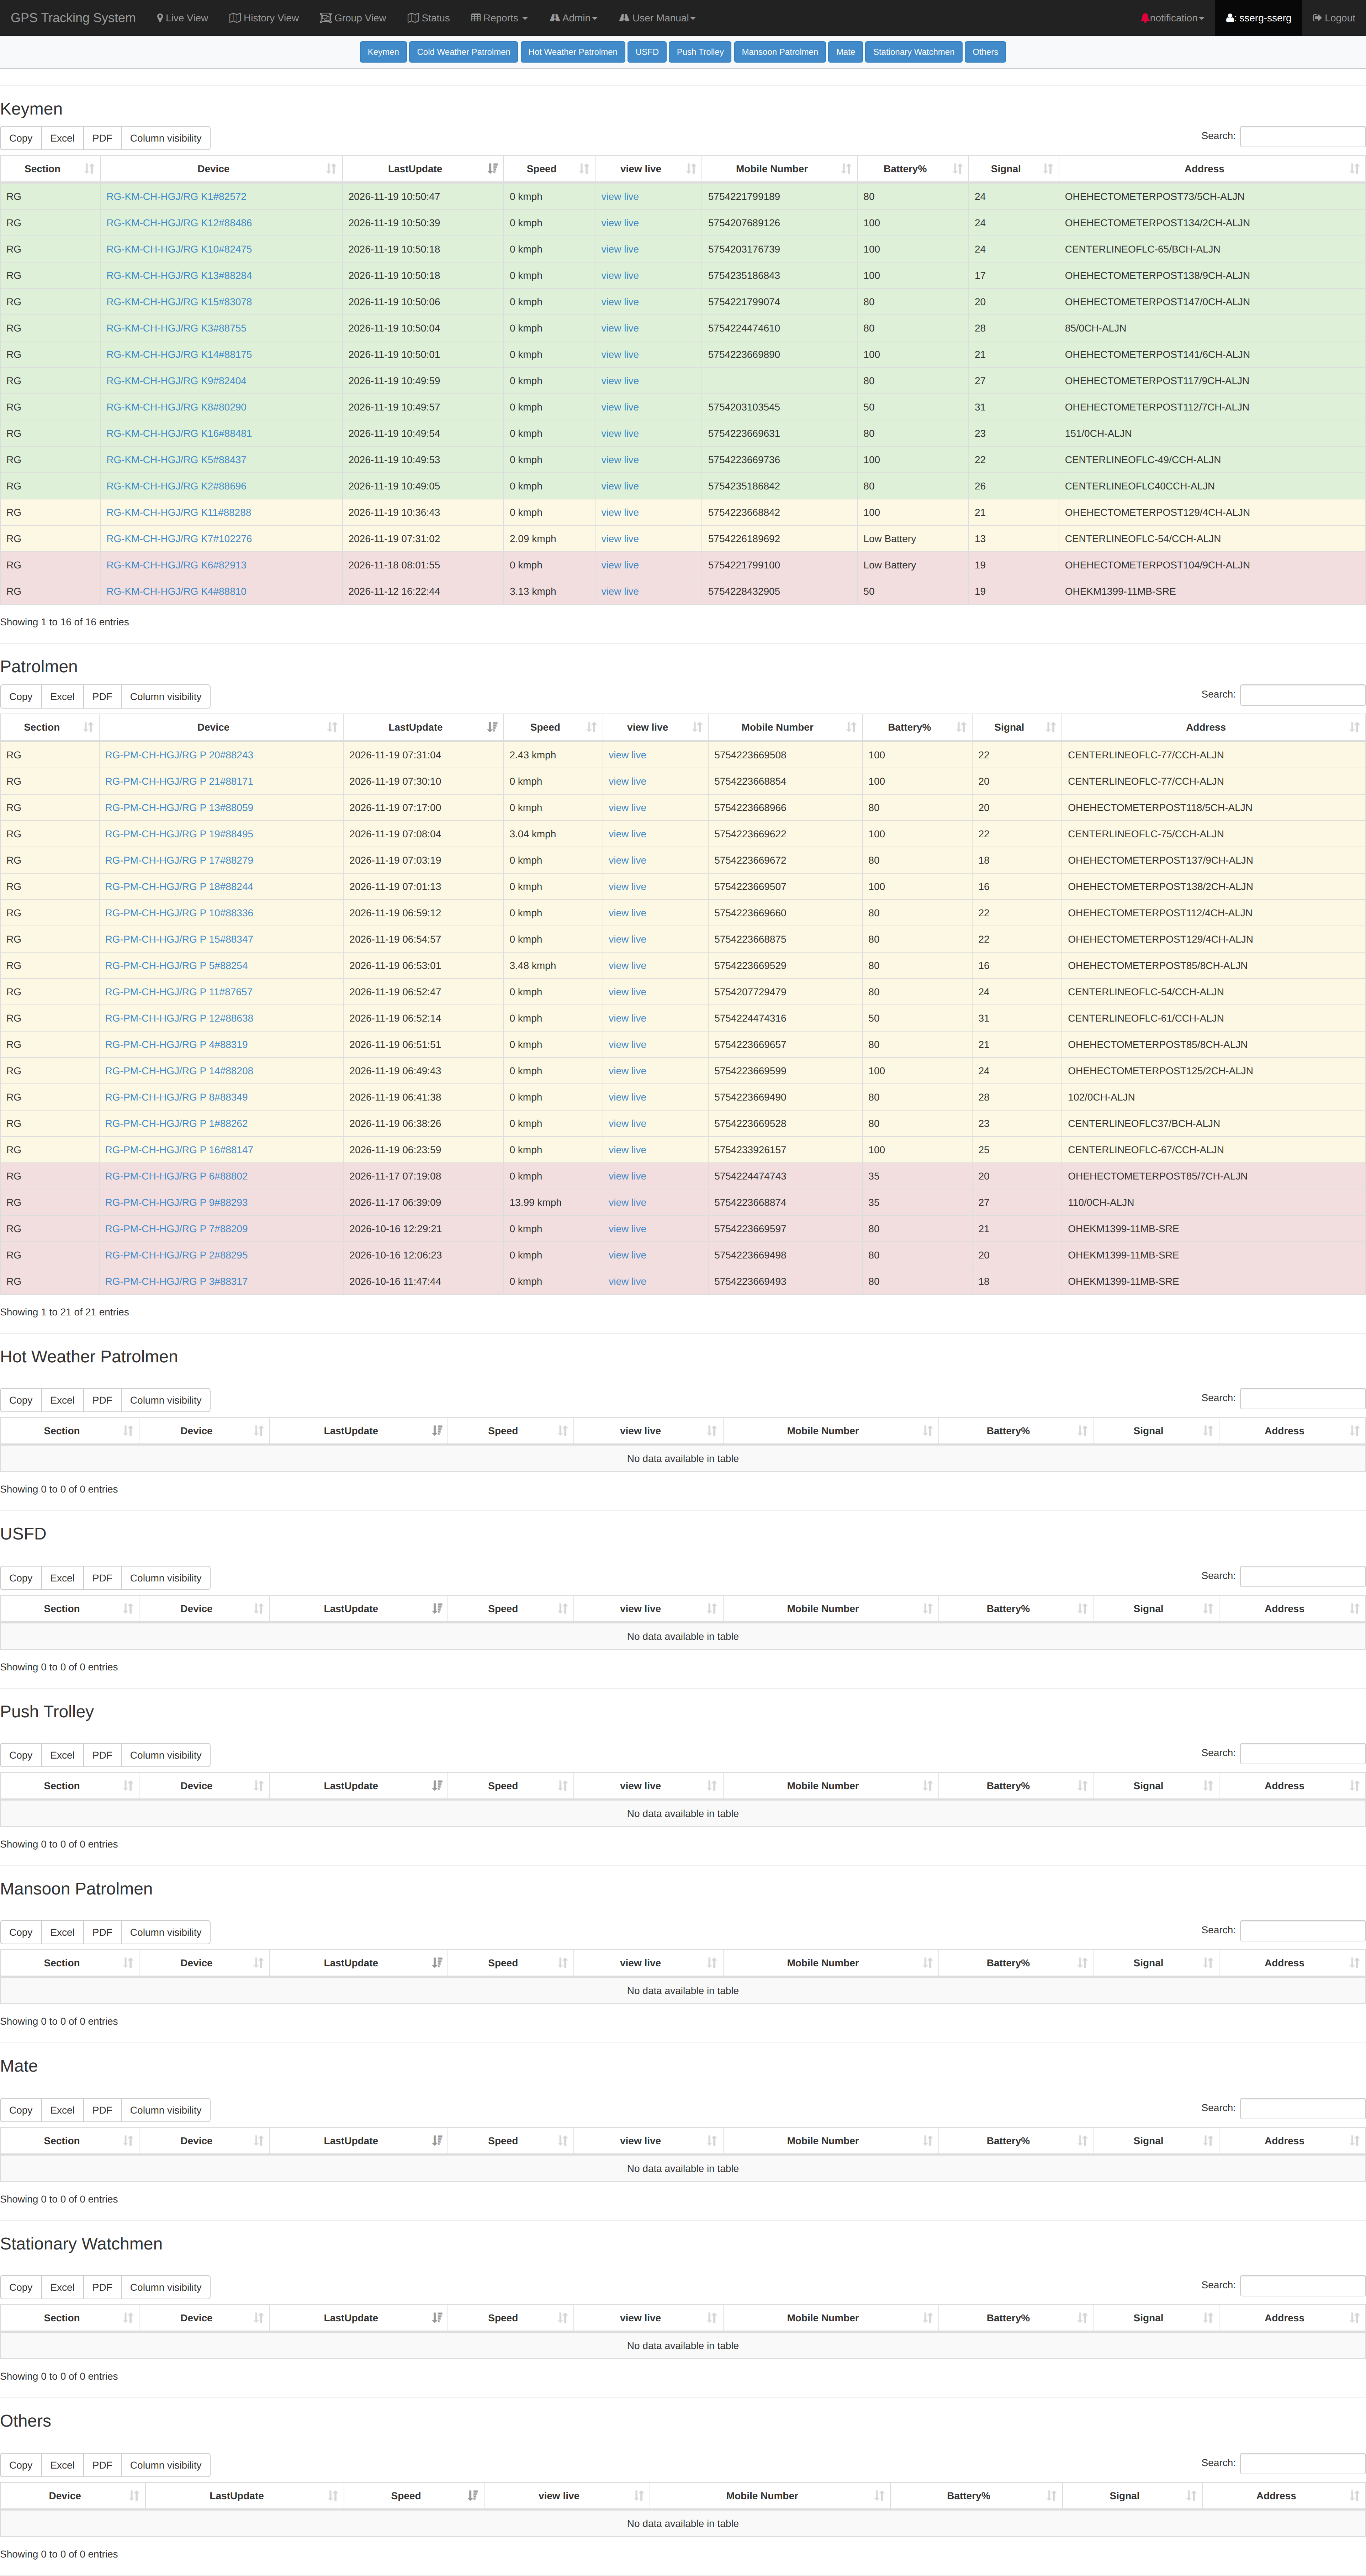 GPS Tracking System Live View History View Group View Status Reports Admin User Manual notification : sserg-sserg Logout
Keymen Cold Weather Patrolmen Hot Weather Patrolmen USFD Push Trolley Mansoon Patrolmen Mate Stationary Watchmen Others
Keymen
Copy Excel PDF Column visibility Search:
Section Device LastUpdate Speed view live Mobile Number Battery% Signal Address
RG RG-KM-CH-HGJ/RG K1#82572 2026-11-19 10:50:47 0 kmph view live 5754221799189 80 24 OHEHECTOMETERPOST73/5CH-ALJN
RG RG-KM-CH-HGJ/RG K12#88486 2026-11-19 10:50:39 0 kmph view live 5754207689126 100 24 OHEHECTOMETERPOST134/2CH-ALJN
RG RG-KM-CH-HGJ/RG K10#82475 2026-11-19 10:50:18 0 kmph view live 5754203176739 100 24 CENTERLINEOFLC-65/BCH-ALJN
RG RG-KM-CH-HGJ/RG K13#88284 2026-11-19 10:50:18 0 kmph view live 5754235186843 100 17 OHEHECTOMETERPOST138/9CH-ALJN
RG RG-KM-CH-HGJ/RG K15#83078 2026-11-19 10:50:06 0 kmph view live 5754221799074 80 20 OHEHECTOMETERPOST147/0CH-ALJN
RG RG-KM-CH-HGJ/RG K3#88755 2026-11-19 10:50:04 0 kmph view live 5754224474610 80 28 85/0CH-ALJN
RG RG-KM-CH-HGJ/RG K14#88175 2026-11-19 10:50:01 0 kmph view live 5754223669890 100 21 OHEHECTOMETERPOST141/6CH-ALJN
RG RG-KM-CH-HGJ/RG K9#82404 2026-11-19 10:49:59 0 kmph view live 80 27 OHEHECTOMETERPOST117/9CH-ALJN
RG RG-KM-CH-HGJ/RG K8#80290 2026-11-19 10:49:57 0 kmph view live 5754203103545 50 31 OHEHECTOMETERPOST112/7CH-ALJN
RG RG-KM-CH-HGJ/RG K16#88481 2026-11-19 10:49:54 0 kmph view live 5754223669631 80 23 151/0CH-ALJN
RG RG-KM-CH-HGJ/RG K5#88437 2026-11-19 10:49:53 0 kmph view live 5754223669736 100 22 CENTERLINEOFLC-49/CCH-ALJN
RG RG-KM-CH-HGJ/RG K2#88696 2026-11-19 10:49:05 0 kmph view live 5754235186842 80 26 CENTERLINEOFLC40CCH-ALJN
RG RG-KM-CH-HGJ/RG K11#88288 2026-11-19 10:36:43 0 kmph view live 5754223668842 100 21 OHEHECTOMETERPOST129/4CH-ALJN
RG RG-KM-CH-HGJ/RG K7#102276 2026-11-19 07:31:02 2.09 kmph view live 5754226189692 Low Battery 13 CENTERLINEOFLC-54/CCH-ALJN
RG RG-KM-CH-HGJ/RG K6#82913 2026-11-18 08:01:55 0 kmph view live 5754221799100 Low Battery 19 OHEHECTOMETERPOST104/9CH-ALJN
RG RG-KM-CH-HGJ/RG K4#88810 2026-11-12 16:22:44 3.13 kmph view live 5754228432905 50 19 OHEKM1399-11MB-SRE
Showing 1 to 16 of 16 entries
Patrolmen
Copy Excel PDF Column visibility Search:
Section Device LastUpdate Speed view live Mobile Number Battery% Signal Address
RG RG-PM-CH-HGJ/RG P 20#88243 2026-11-19 07:31:04 2.43 kmph view live 5754223669508 100 22 CENTERLINEOFLC-77/CCH-ALJN
RG RG-PM-CH-HGJ/RG P 21#88171 2026-11-19 07:30:10 0 kmph view live 5754223668854 100 20 CENTERLINEOFLC-77/CCH-ALJN
RG RG-PM-CH-HGJ/RG P 13#88059 2026-11-19 07:17:00 0 kmph view live 5754223668966 80 20 OHEHECTOMETERPOST118/5CH-ALJN
RG RG-PM-CH-HGJ/RG P 19#88495 2026-11-19 07:08:04 3.04 kmph view live 5754223669622 100 22 CENTERLINEOFLC-75/CCH-ALJN
RG RG-PM-CH-HGJ/RG P 17#88279 2026-11-19 07:03:19 0 kmph view live 5754223669672 80 18 OHEHECTOMETERPOST137/9CH-ALJN
RG RG-PM-CH-HGJ/RG P 18#88244 2026-11-19 07:01:13 0 kmph view live 5754223669507 100 16 OHEHECTOMETERPOST138/2CH-ALJN
RG RG-PM-CH-HGJ/RG P 10#88336 2026-11-19 06:59:12 0 kmph view live 5754223669660 80 22 OHEHECTOMETERPOST112/4CH-ALJN
RG RG-PM-CH-HGJ/RG P 15#88347 2026-11-19 06:54:57 0 kmph view live 5754223668875 80 22 OHEHECTOMETERPOST129/4CH-ALJN
RG RG-PM-CH-HGJ/RG P 5#88254 2026-11-19 06:53:01 3.48 kmph view live 5754223669529 80 16 OHEHECTOMETERPOST85/8CH-ALJN
RG RG-PM-CH-HGJ/RG P 11#87657 2026-11-19 06:52:47 0 kmph view live 5754207729479 80 24 CENTERLINEOFLC-54/CCH-ALJN
RG RG-PM-CH-HGJ/RG P 12#88638 2026-11-19 06:52:14 0 kmph view live 5754224474316 50 31 CENTERLINEOFLC-61/CCH-ALJN
RG RG-PM-CH-HGJ/RG P 4#88319 2026-11-19 06:51:51 0 kmph view live 5754223669657 80 21 OHEHECTOMETERPOST85/8CH-ALJN
RG RG-PM-CH-HGJ/RG P 14#88208 2026-11-19 06:49:43 0 kmph view live 5754223669599 100 24 OHEHECTOMETERPOST125/2CH-ALJN
RG RG-PM-CH-HGJ/RG P 8#88349 2026-11-19 06:41:38 0 kmph view live 5754223669490 80 28 102/0CH-ALJN
RG RG-PM-CH-HGJ/RG P 1#88262 2026-11-19 06:38:26 0 kmph view live 5754223669528 80 23 CENTERLINEOFLC37/BCH-ALJN
RG RG-PM-CH-HGJ/RG P 16#88147 2026-11-19 06:23:59 0 kmph view live 5754233926157 100 25 CENTERLINEOFLC-67/CCH-ALJN
RG RG-PM-CH-HGJ/RG P 6#88802 2026-11-17 07:19:08 0 kmph view live 5754224474743 35 20 OHEHECTOMETERPOST85/7CH-ALJN
RG RG-PM-CH-HGJ/RG P 9#88293 2026-11-17 06:39:09 13.99 kmph view live 5754223668874 35 27 110/0CH-ALJN
RG RG-PM-CH-HGJ/RG P 7#88209 2026-10-16 12:29:21 0 kmph view live 5754223669597 80 21 OHEKM1399-11MB-SRE
RG RG-PM-CH-HGJ/RG P 2#88295 2026-10-16 12:06:23 0 kmph view live 5754223669498 80 20 OHEKM1399-11MB-SRE
RG RG-PM-CH-HGJ/RG P 3#88317 2026-10-16 11:47:44 0 kmph view live 5754223669493 80 18 OHEKM1399-11MB-SRE
Showing 1 to 21 of 21 entries
Hot Weather Patrolmen
Copy Excel PDF Column visibility Search:
Section Device LastUpdate Speed view live Mobile Number Battery% Signal Address
No data available in table
Showing 0 to 0 of 0 entries
USFD
Copy Excel PDF Column visibility Search:
Section Device LastUpdate Speed view live Mobile Number Battery% Signal Address
No data available in table
Showing 0 to 0 of 0 entries
Push Trolley
Copy Excel PDF Column visibility Search:
Section Device LastUpdate Speed view live Mobile Number Battery% Signal Address
No data available in table
Showing 0 to 0 of 0 entries
Mansoon Patrolmen
Copy Excel PDF Column visibility Search:
Section Device LastUpdate Speed view live Mobile Number Battery% Signal Address
No data available in table
Showing 0 to 0 of 0 entries
Mate
Copy Excel PDF Column visibility Search:
Section Device LastUpdate Speed view live Mobile Number Battery% Signal Address
No data available in table
Showing 0 to 0 of 0 entries
Stationary Watchmen
Copy Excel PDF Column visibility Search:
Section Device LastUpdate Speed view live Mobile Number Battery% Signal Address
No data available in table
Showing 0 to 0 of 0 entries
Others
Copy Excel PDF Column visibility Search:
Device LastUpdate Speed view live Mobile Number Battery% Signal Address
No data available in table
Showing 0 to 0 of 0 entries